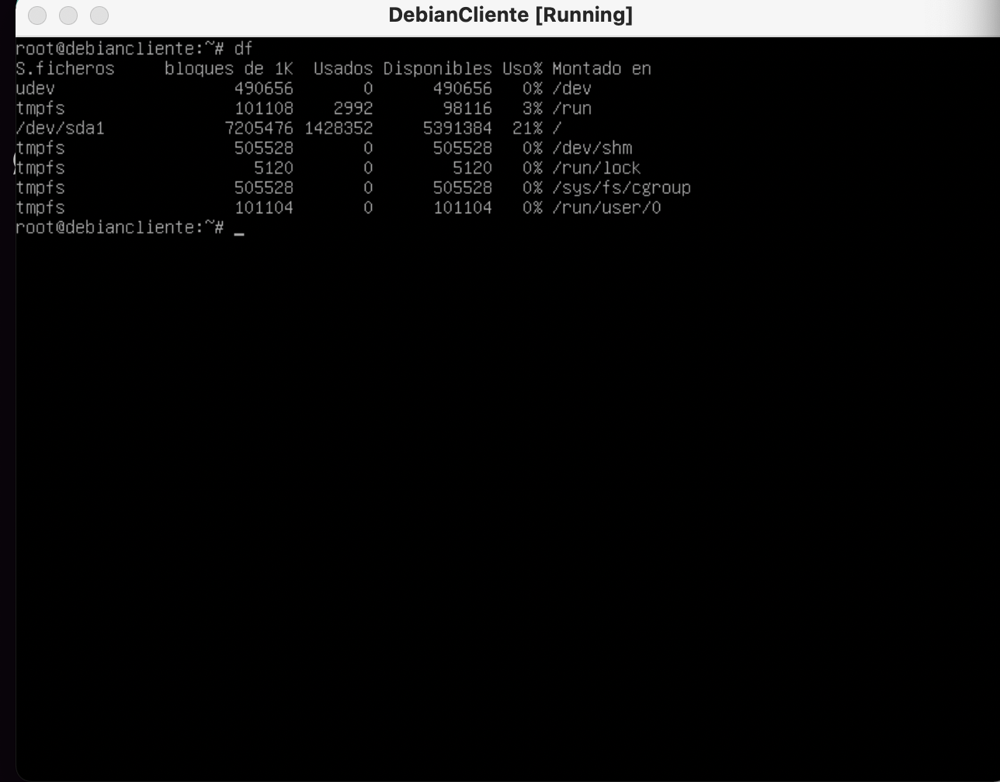 DebianCliente [Running]
root@debiancliente:~# df
S.ficheros     bloques de 1K  Usados Disponibles Uso% Montado en
udev                  490656       0      490656   0% /dev
tmpfs                 101108    2992       98116   3% /run
/dev/sda1            7205476 1428352     5391384  21% /
tmpfs                 505528       0      505528   0% /dev/shm
tmpfs                   5120       0        5120   0% /run/lock
tmpfs                 505528       0      505528   0% /sys/fs/cgroup
tmpfs                 101104       0      101104   0% /run/user/0
root@debiancliente:~# _